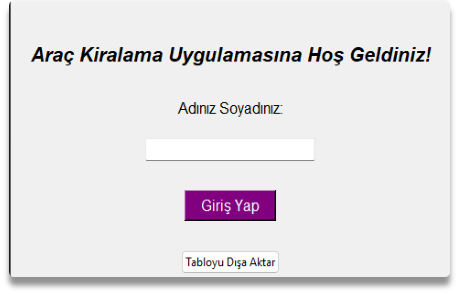 Araç Kiralama Uygulamasına Hoş Geldiniz!
Adınız Soyadınız:
Giriş Yap
Tabloyu Dışa Aktar